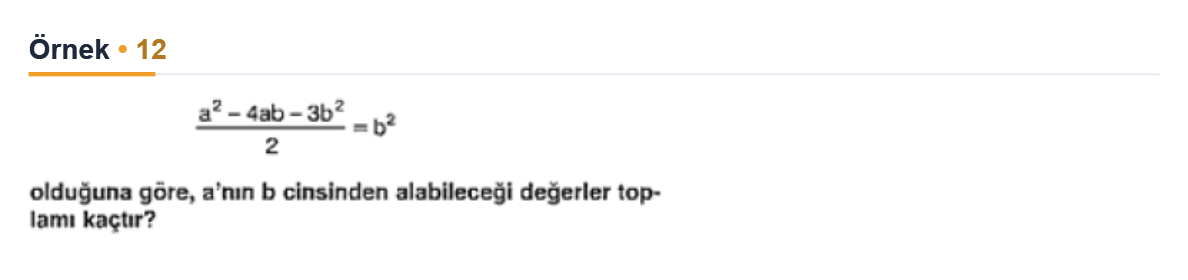 Örnek • 12
a² – 4ab – 3b²
/ 2 = b²
olduğuna göre, a'nın b cinsinden alabileceği değerler top-
lamı kaçtır?